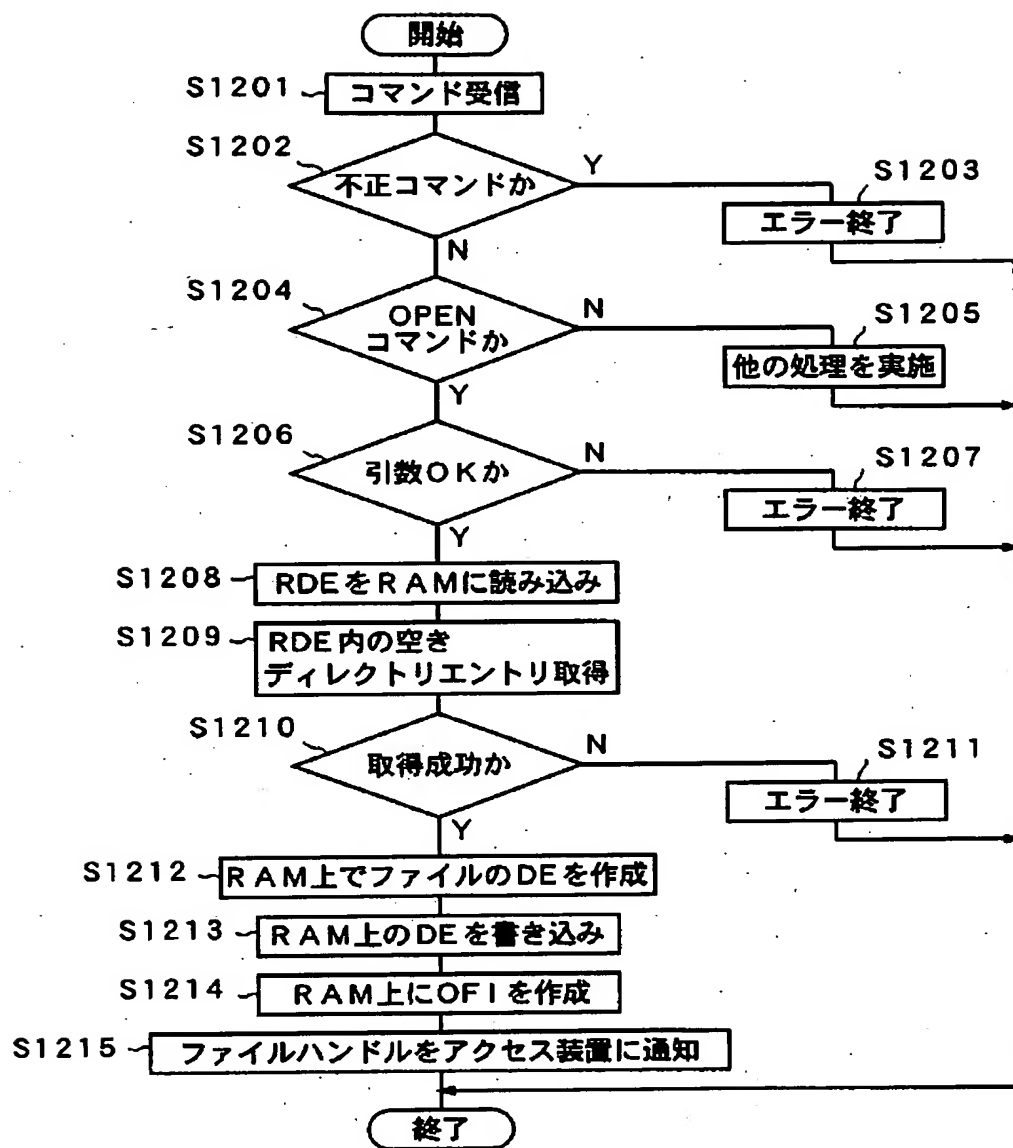 開始
S1201
コマンド受信
S1202
不正コマンドか
Y
N
S1203
エラー終了
S1204
OPEN
コマンドか
N
Y
S1205
他の処理を実施
S1206
引数OKか
N
Y
S1207
エラー終了
S1208
RDEをRAMに読み込み
S1209
RDE内の空き
ディレクトリエントリ取得
S1210
取得成功か
N
Y
S1211
エラー終了
S1212
RAM上でファイルのDEを作成
S1213
RAM上のDEを書き込み
S1214
RAM上にOFIを作成
S1215
ファイルハンドルをアクセス装置に通知
終了